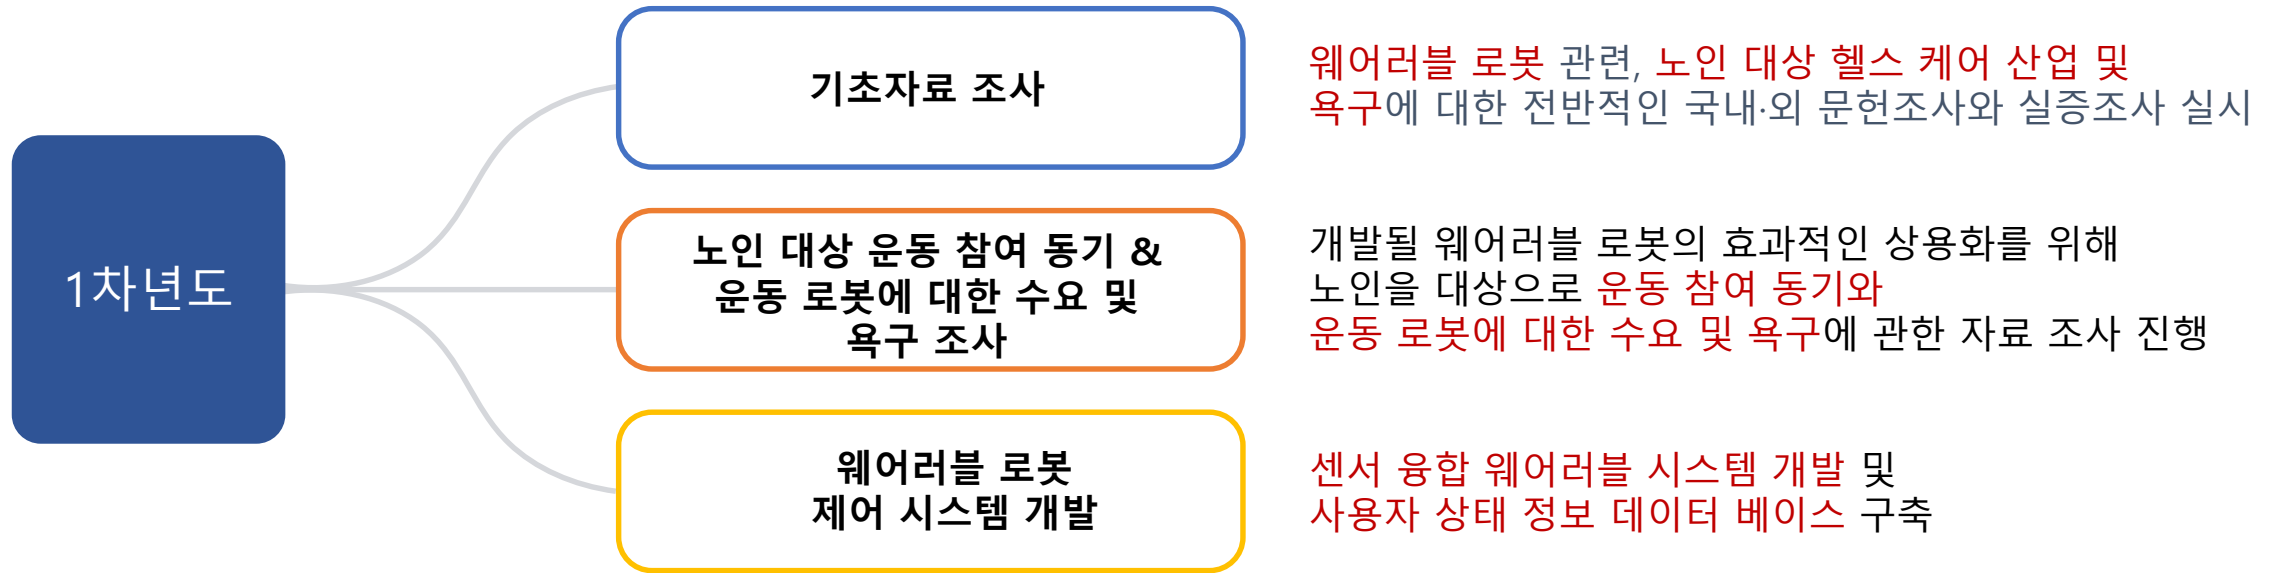 1차년도
기초자료 조사
웨어러블 로봇 관련, 노인 대상 헬스 케어 산업 및
욕구에 대한 전반적인 국내·외 문헌조사와 실증조사 실시
노인 대상 운동 참여 동기 &
운동 로봇에 대한 수요 및
욕구 조사
개발될 웨어러블 로봇의 효과적인 상용화를 위해
노인을 대상으로 운동 참여 동기와
운동 로봇에 대한 수요 및 욕구에 관한 자료 조사 진행
웨어러블 로봇
제어 시스템 개발
센서 융합 웨어러블 시스템 개발 및
사용자 상태 정보 데이터 베이스 구축